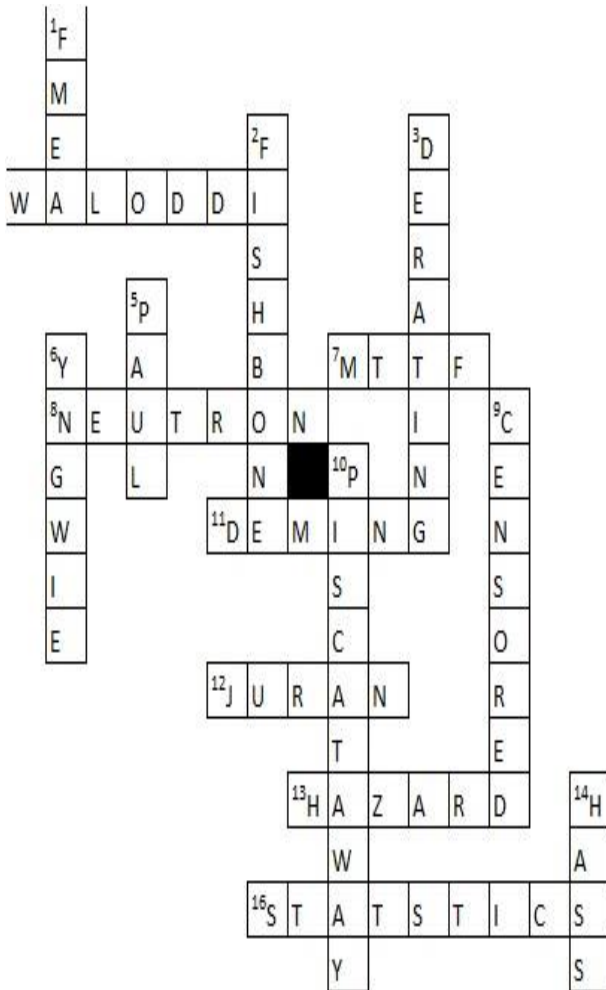 1F
M
E 2F 3D
W A L O D D I E
S R
5P H A
6Y A B 7M T T F
8N E U T R O N I 9C
G L N 10P N E
W 11D E M I N G N
I S S
E C O
12J U R A N R
T E
13H A Z A R D 14H
W A
16S T A T S T I C S
Y S